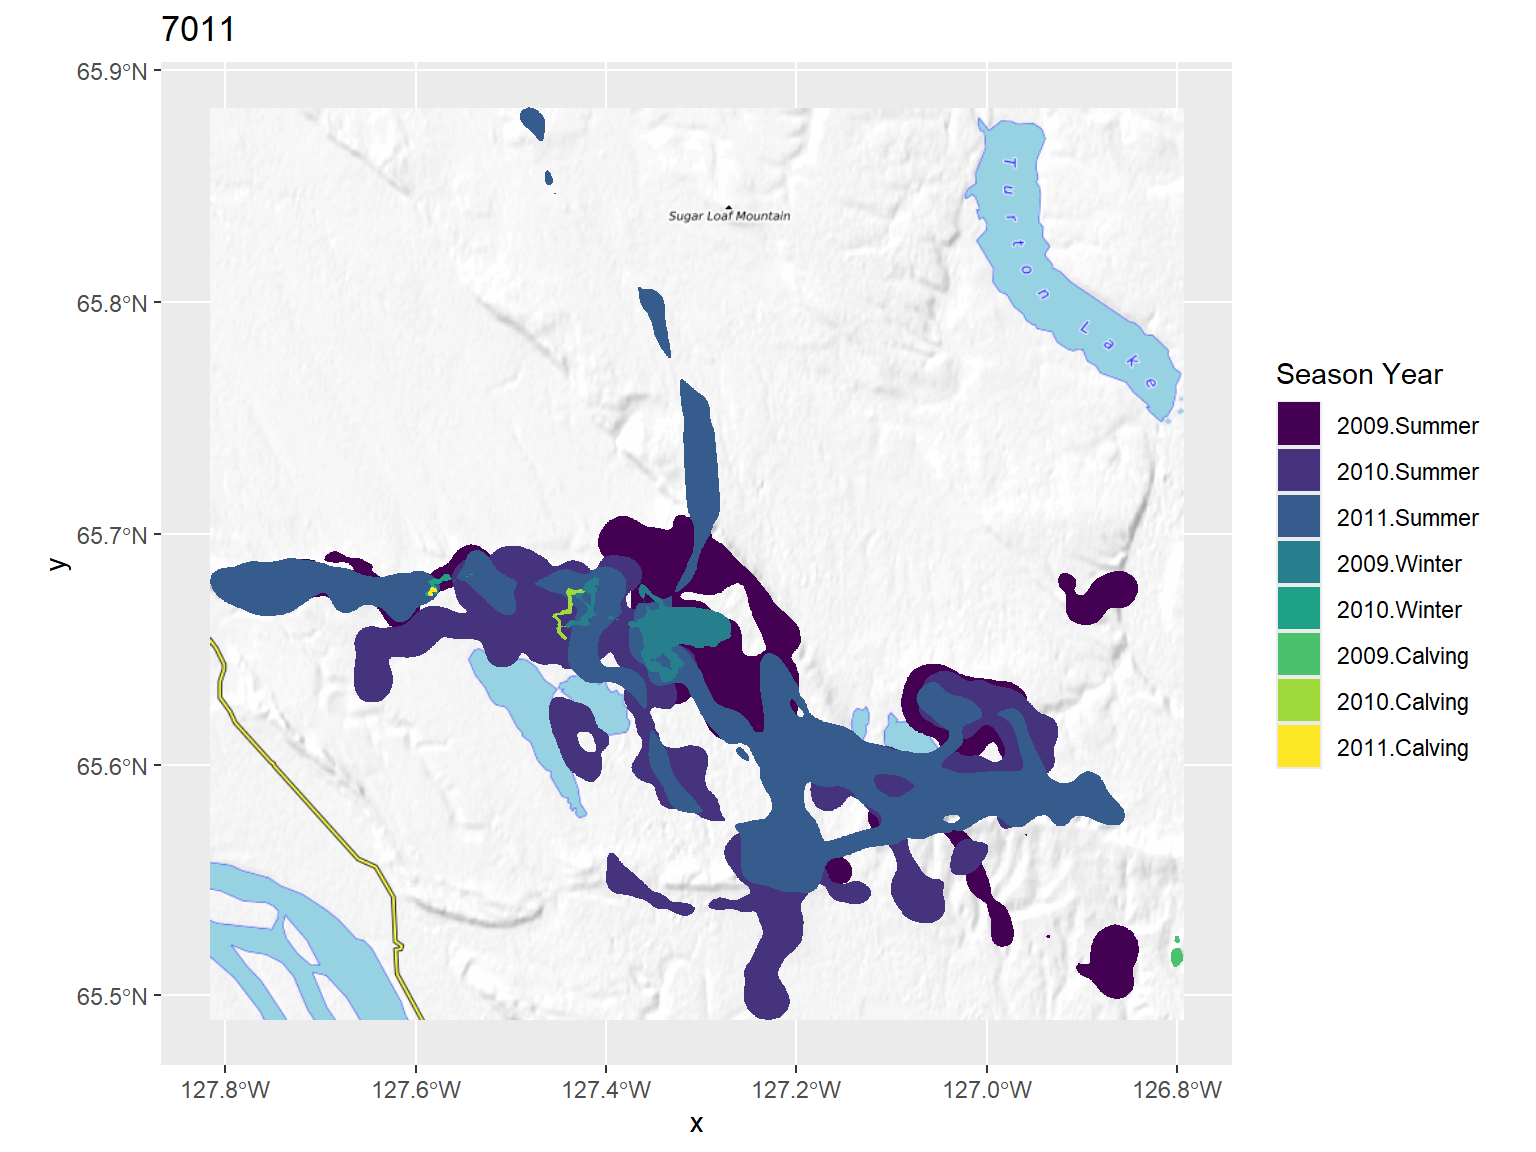 7011
65.9°N
65.8°N
65.7°N
65.6°N
65.5°N
y
Sugar Loaf Mountain
Turton Lake
127.8°W 127.6°W 127.4°W 127.2°W 127.0°W 126.8°W
x
Season Year
2009.Summer
2010.Summer
2011.Summer
2009.Winter
2010.Winter
2009.Calving
2010.Calving
2011.Calving